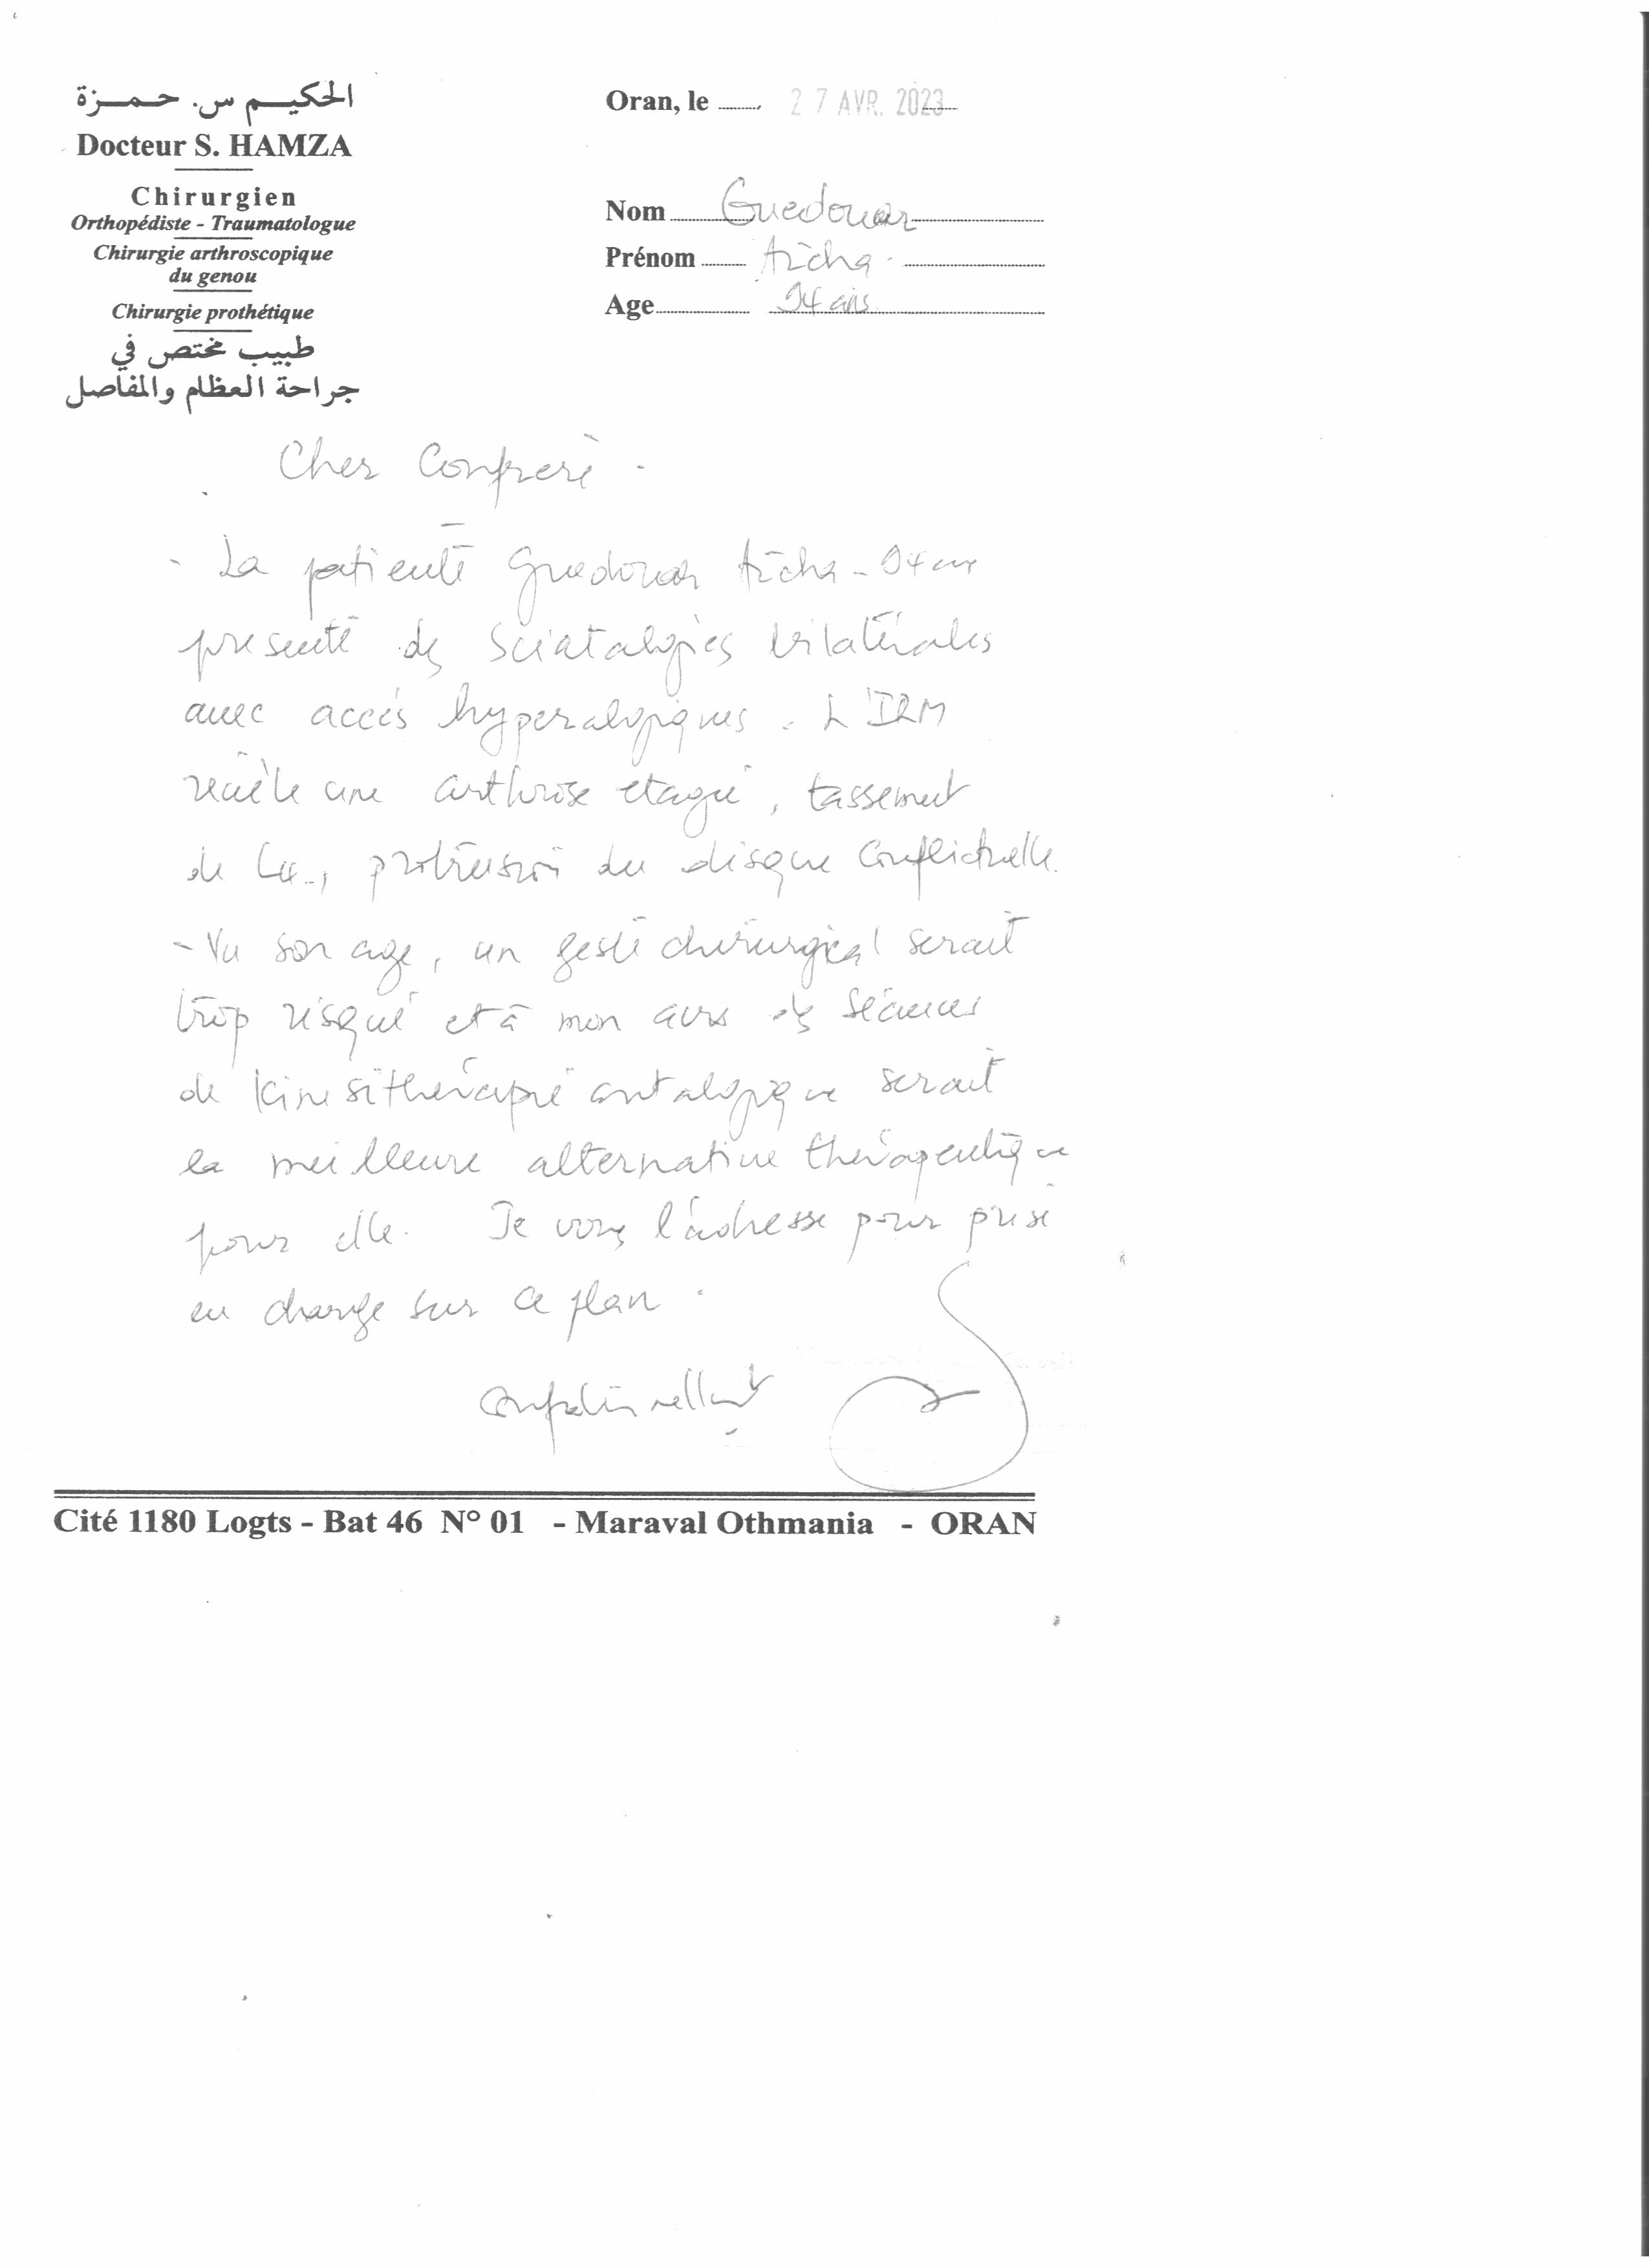 الحكيم س. حمزة
Docteur S. HAMZA
Chirurgien
Orthopédiste - Traumatologue
Chirurgie arthroscopique
du genou
Chirurgie prothétique
طبيب مختص في
جراحة العظام والمفاصل
Oran, le 27 AVR. 2023
Nom Guedouar
Prénom Aïcha
Age 94 ans
Cher Confrère.
- La patiente Guedouar Aïcha - 94 ans
présente des sciatalgies bilatérales
avec accès hyperalgiques. L'IRM
révèle une arthrose étagée, tassement
de L4, protrusion du disque conflictuelle.
- Vu son age, un geste chirurgical serait
trop risqué et à mon avis des séances
de kinésithérapie antalgique serait
la meilleure alternative thérapeutique
pour elle. Je vous l'adresse pour prise
en charge sur ce plan.
Confraternellement
Cité 1180 Logts - Bat 46 N° 01 - Maraval Othmania - ORAN